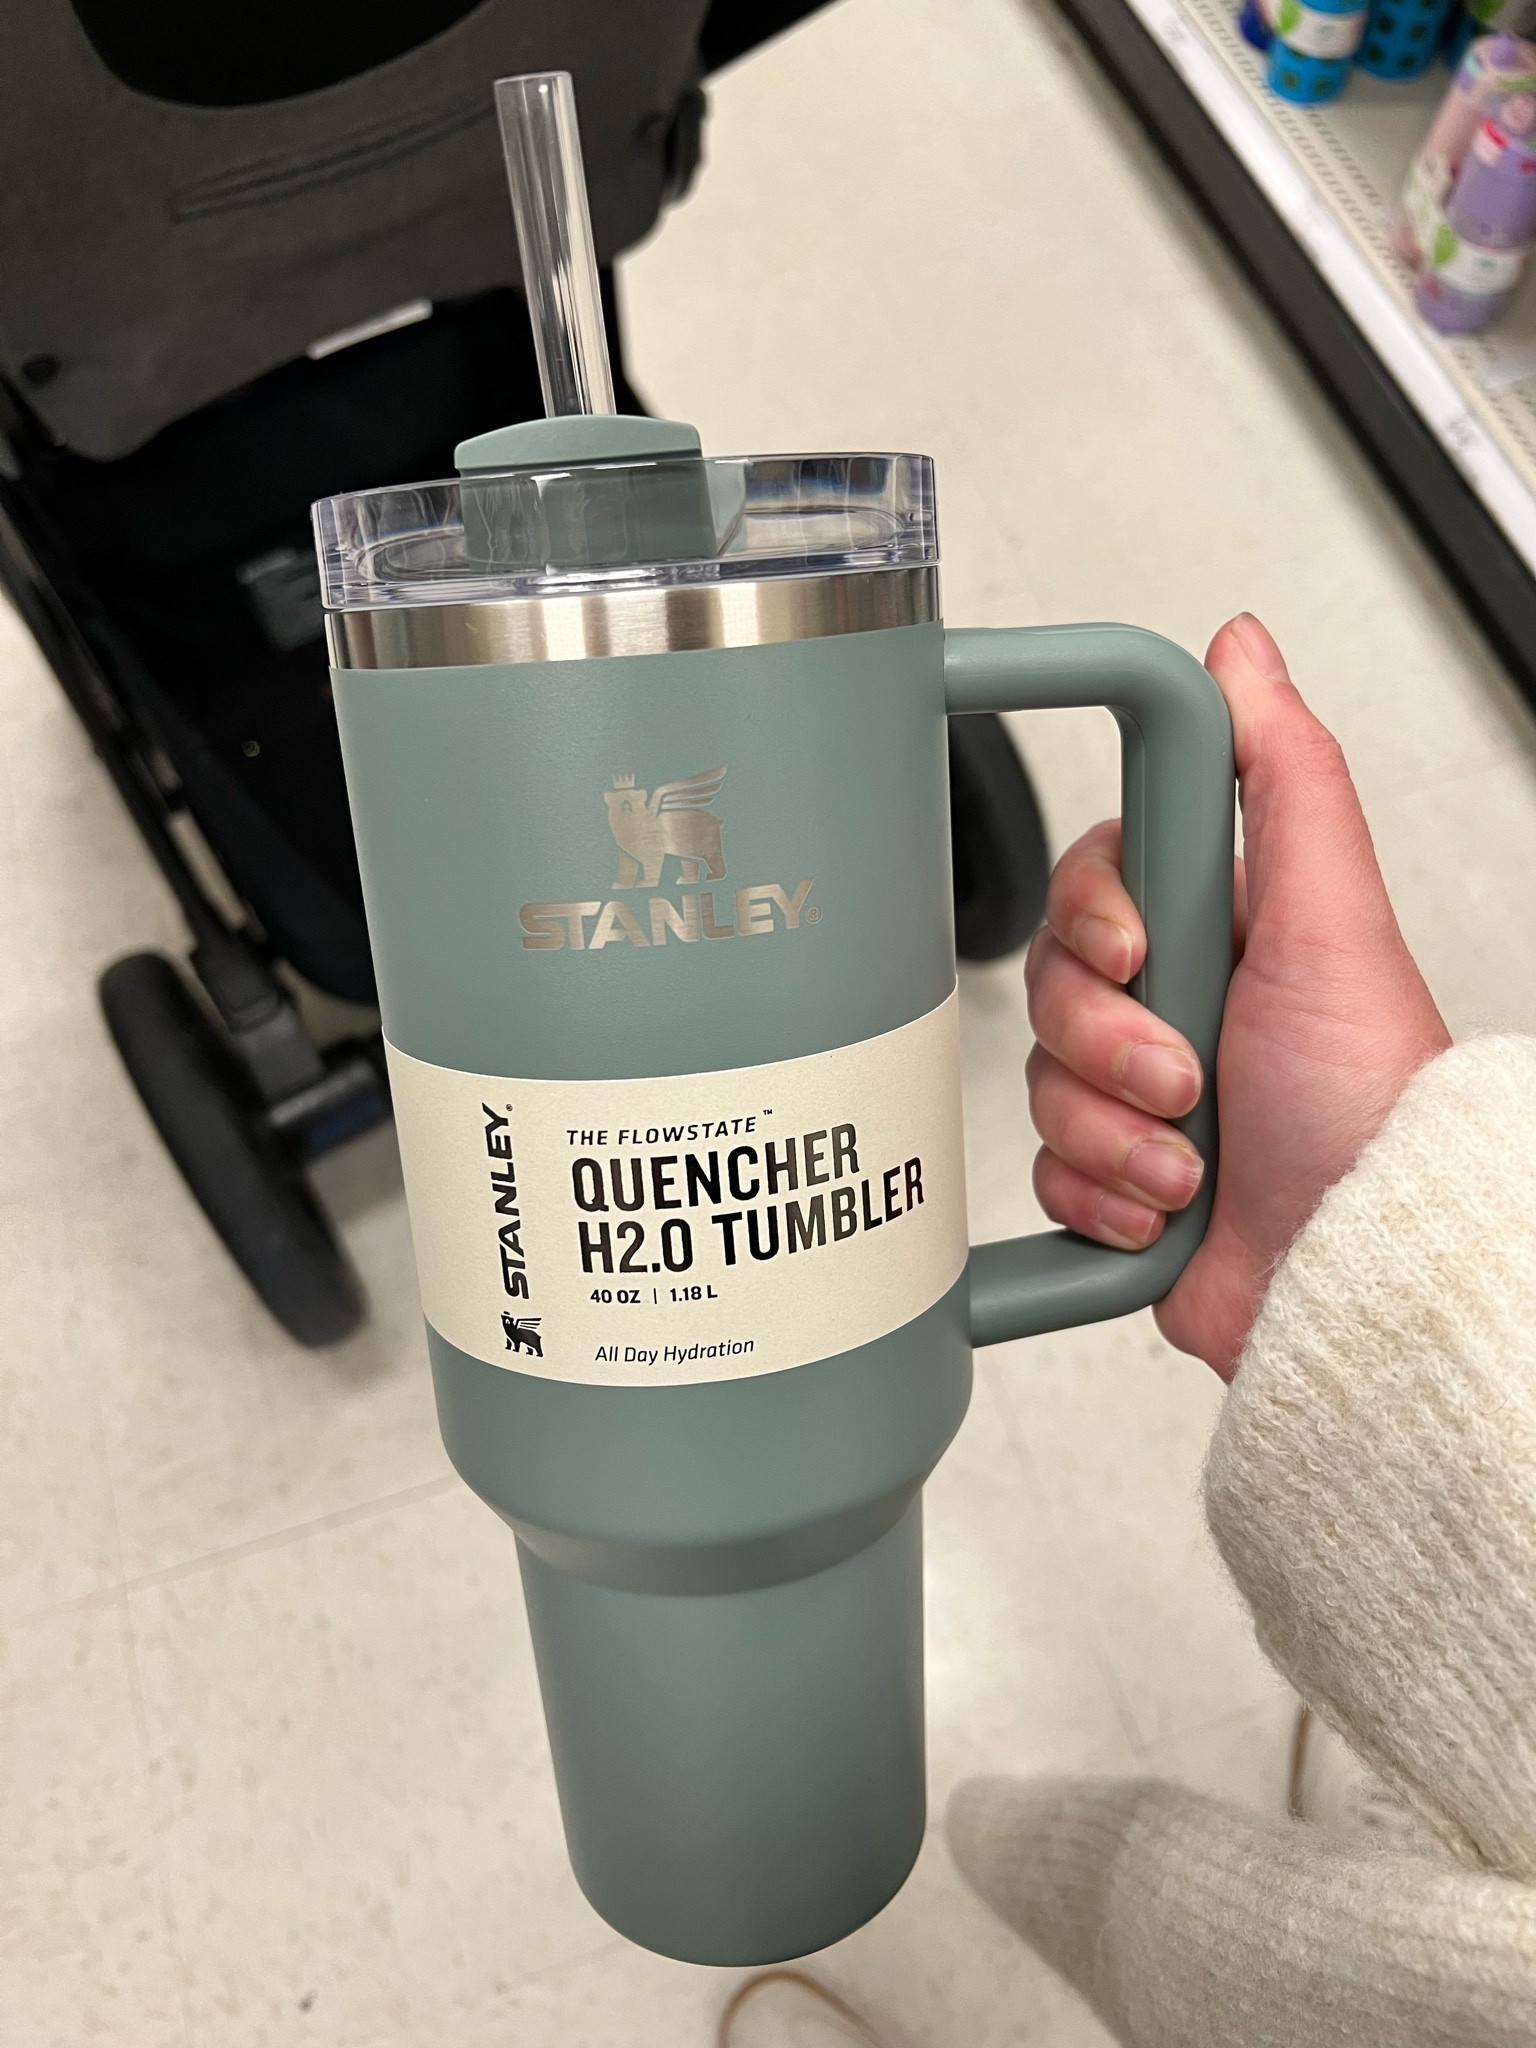 STANLEY®
STANLEY®
THE FLOWSTATE™
QUENCHER
H2.0 TUMBLER
40 OZ | 1.18 L
All Day Hydration